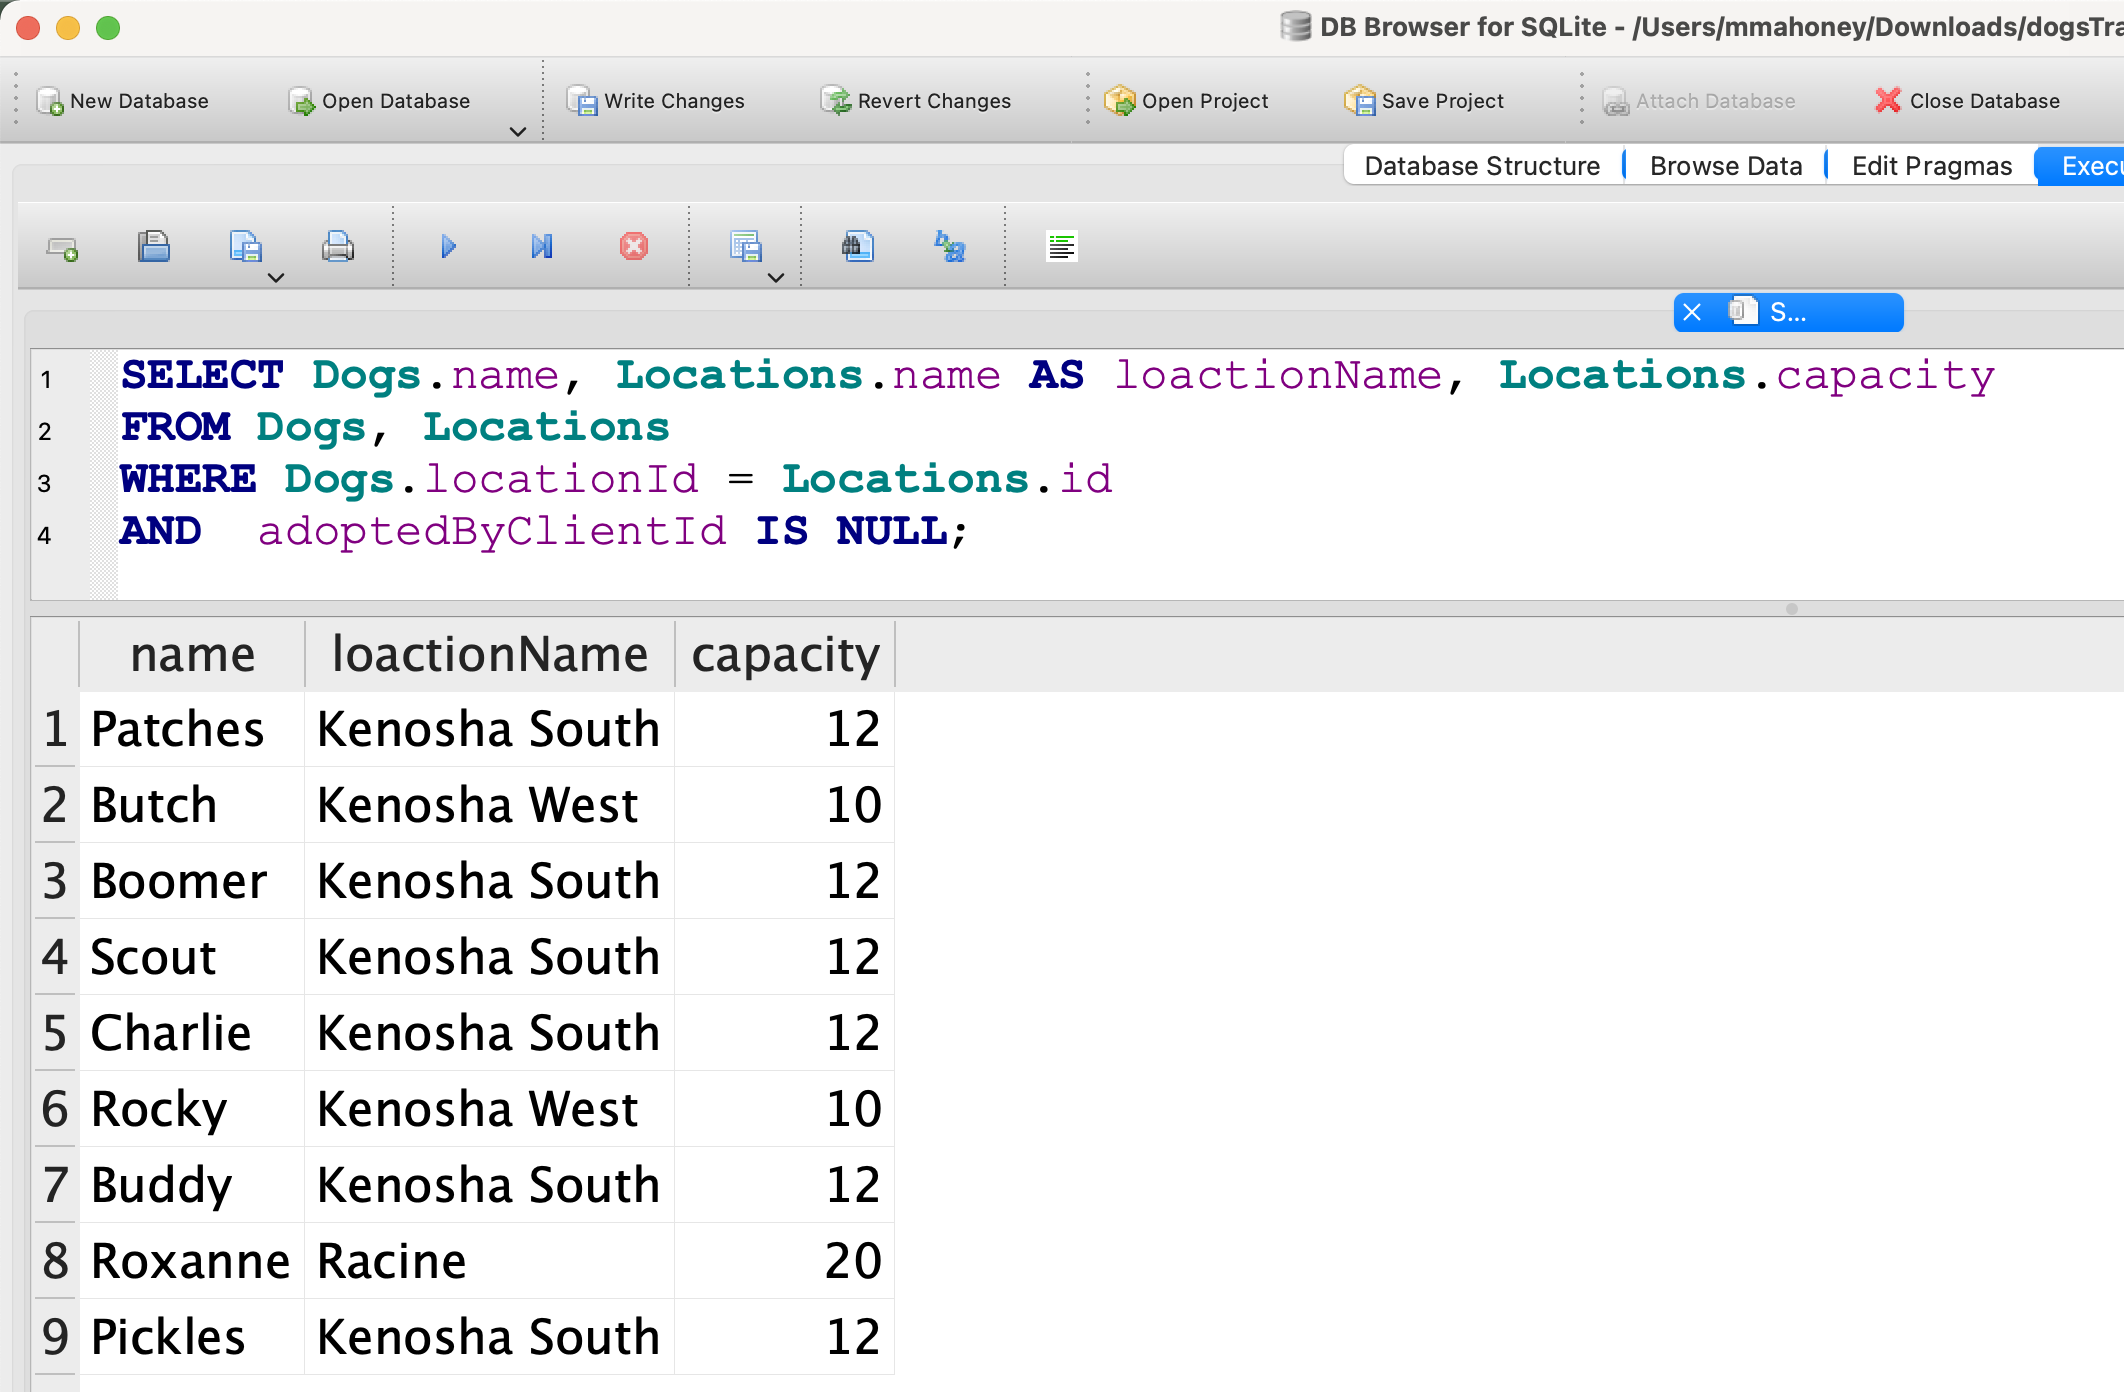 DB Browser for SQLite - /Users/mmahoney/Downloads/dogsTra
New Database Open Database Write Changes Revert Changes Open Project Save Project Attach Database Close Database
Database Structure Browse Data Edit Pragmas Execu
S...
1 SELECT Dogs.name, Locations.name AS loactionName, Locations.capacity
2 FROM Dogs, Locations
3 WHERE Dogs.locationId = Locations.id
4 AND  adoptedByClientId IS NULL;
name loactionName capacity
1 Patches Kenosha South 12
2 Butch Kenosha West 10
3 Boomer Kenosha South 12
4 Scout Kenosha South 12
5 Charlie Kenosha South 12
6 Rocky Kenosha West 10
7 Buddy Kenosha South 12
8 Roxanne Racine 20
9 Pickles Kenosha South 12